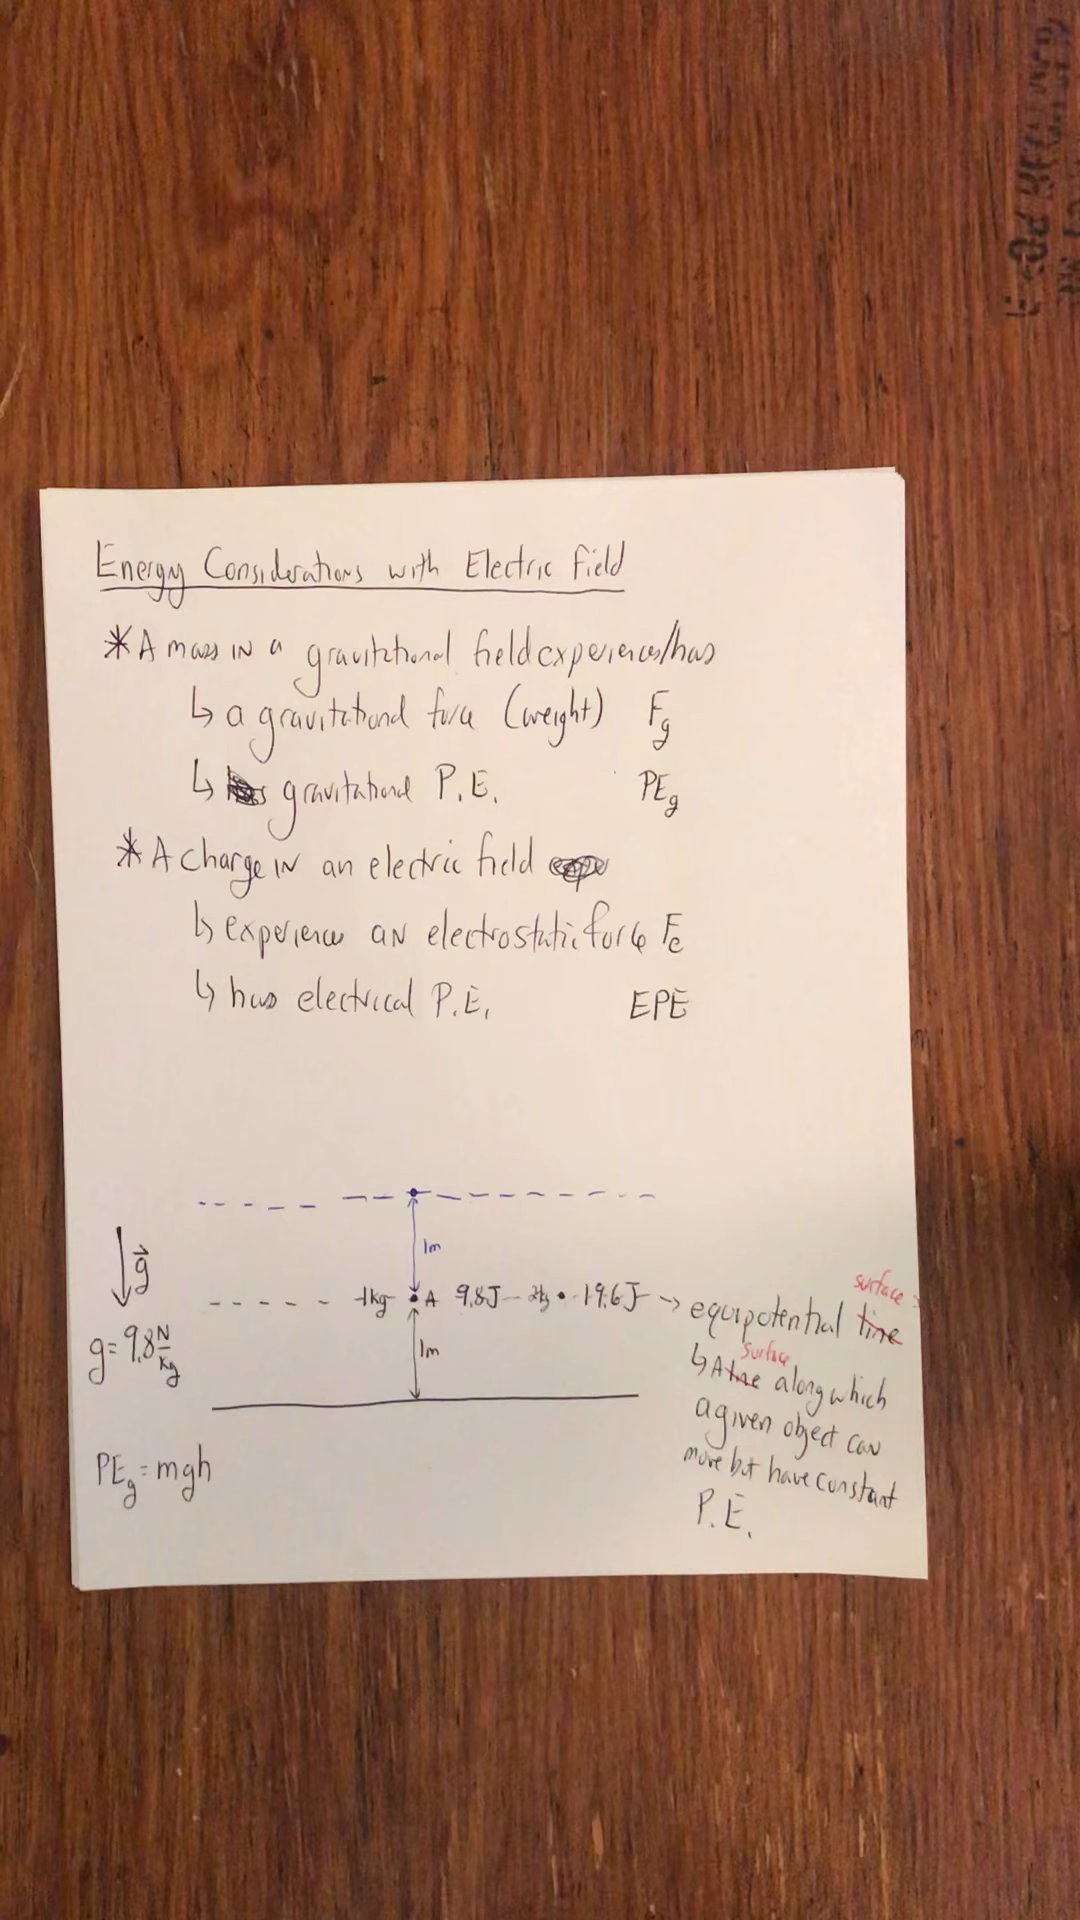 Energy Considerations with Electric Field
* A mass in a gravitational field experiences/has
↳ a gravitational force (weight) Fg
↳ gravitational P.E. PEg
* A charge in an electric field
↳ experiences an electrostatic force Fe
↳ has electrical P.E. EPE
1m
g
1kg A 9.8J 2kg 19.6J → equipotential line surface
g = 9.8 N/kg
1m
↳ A line surface along which
a given object can
move but have constant
P.E.
PEg = mgh